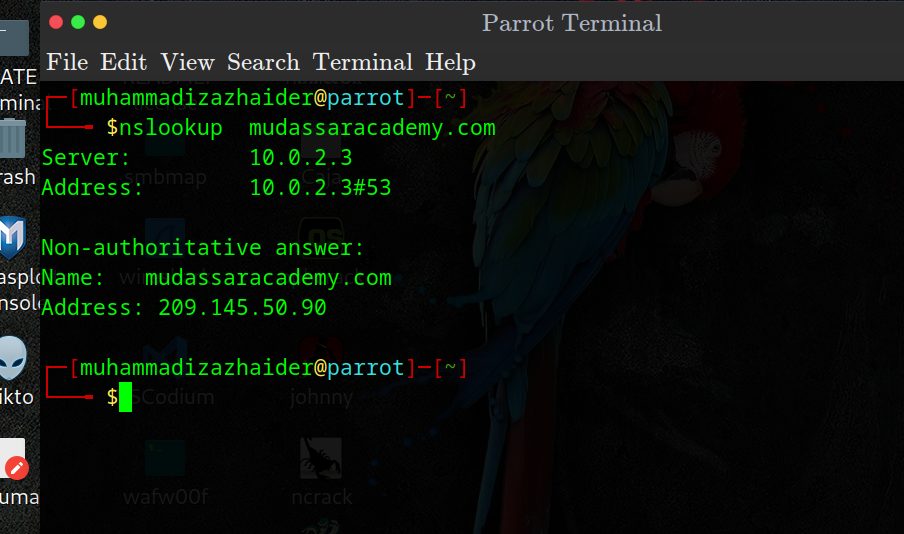 Parrot Terminal
File Edit View Search Terminal Help
ATE
mina
[muhammadizazhaider@parrot]─[~]
$nslookup  mudassaracademy.com
Server:         10.0.2.3
Address:        10.0.2.3#53
rash
smbmap
Non-authoritative answer:
Name:   mudassaracademy.com
Address: 209.145.50.90
asplo
nsole
[muhammadizazhaider@parrot]─[~]
$
ikto
SCodium
johnny
uma
wafw00f
ncrack